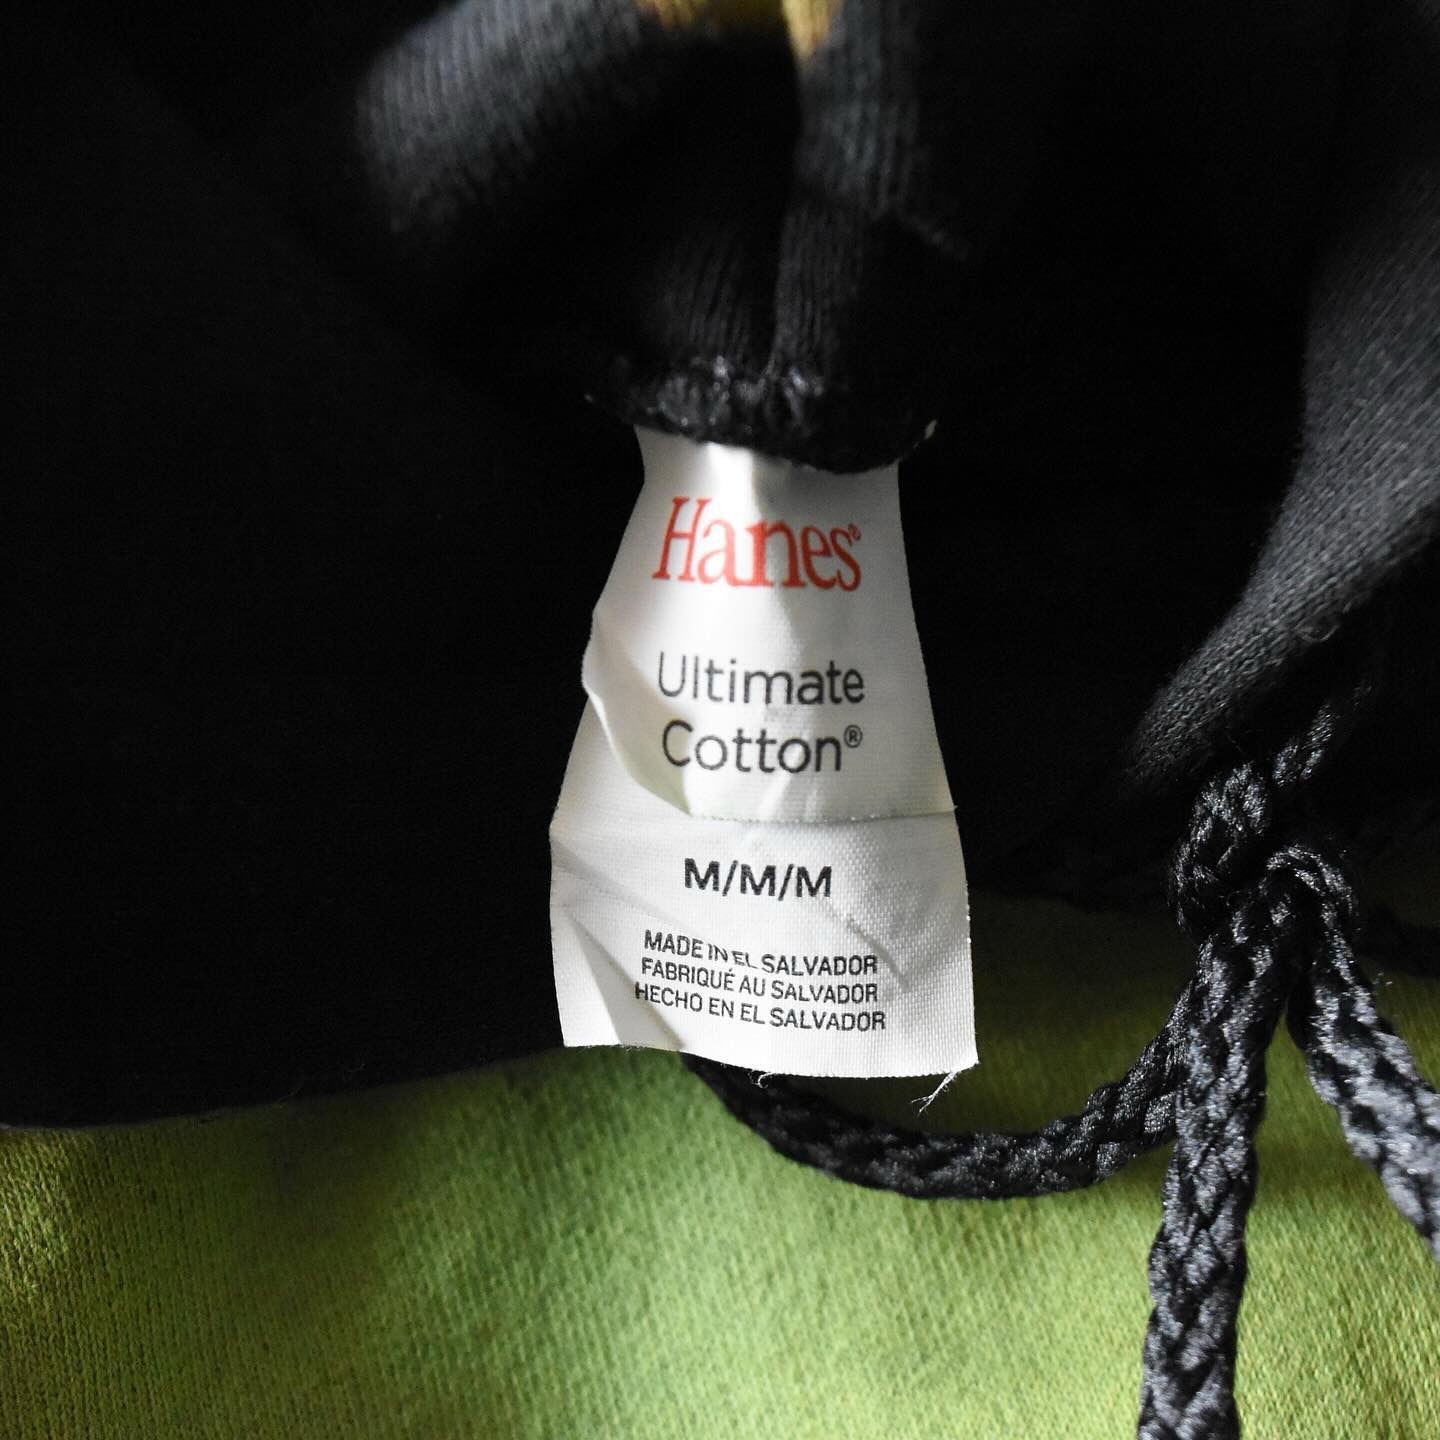 Hanes®
Ultimate
Cotton®
M/M/M
MADE IN EL SALVADOR
FABRIQUÉ AU SALVADOR
HECHO EN EL SALVADOR